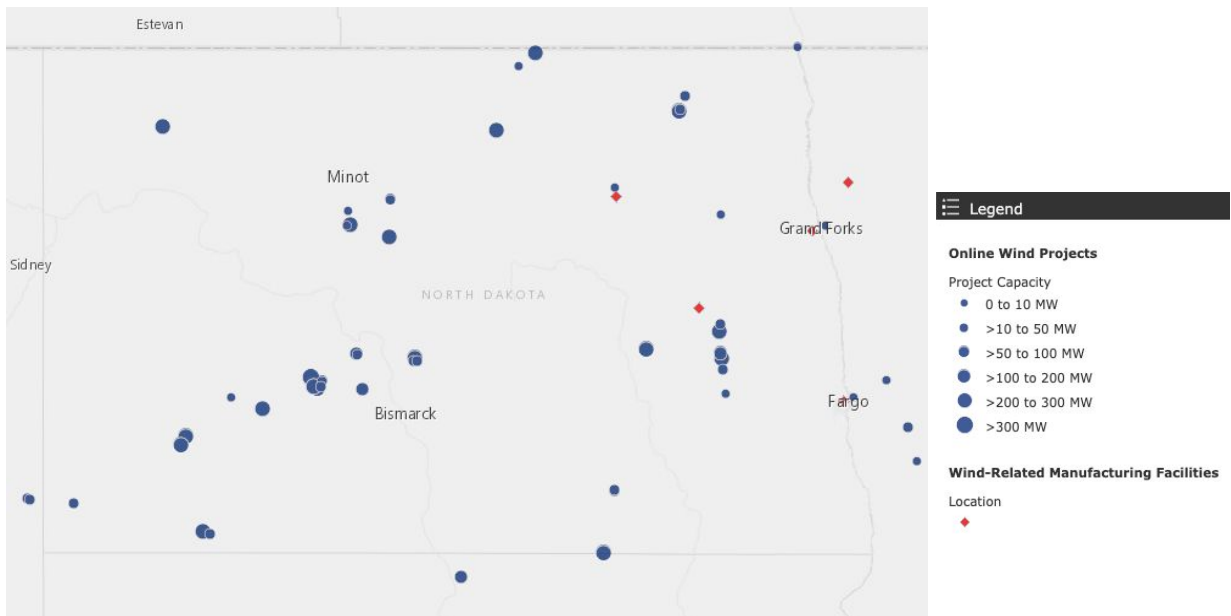 Estevan
Minot
Grand Forks
Sidney
NORTH DAKOTA
Bismarck
Fargo
Legend
Online Wind Projects
Project Capacity
0 to 10 MW
>10 to 50 MW
>50 to 100 MW
>100 to 200 MW
>200 to 300 MW
>300 MW
Wind-Related Manufacturing Facilities
Location